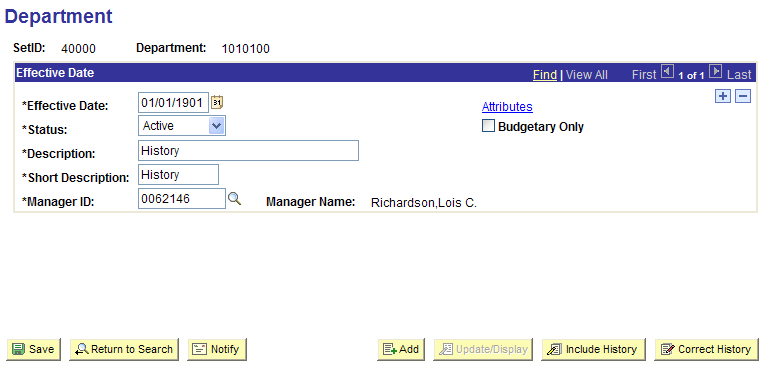 Department
SetID: 40000 Department: 1010100
Effective Date Find | View All First 1 of 1 Last
*Effective Date: 01/01/1901 31 Attributes
*Status: Active Budgetary Only
*Description: History
*Short Description: History
*Manager ID: 0062146 Manager Name: Richardson,Lois C.
Save Return to Search Notify Add Update/Display Include History Correct History